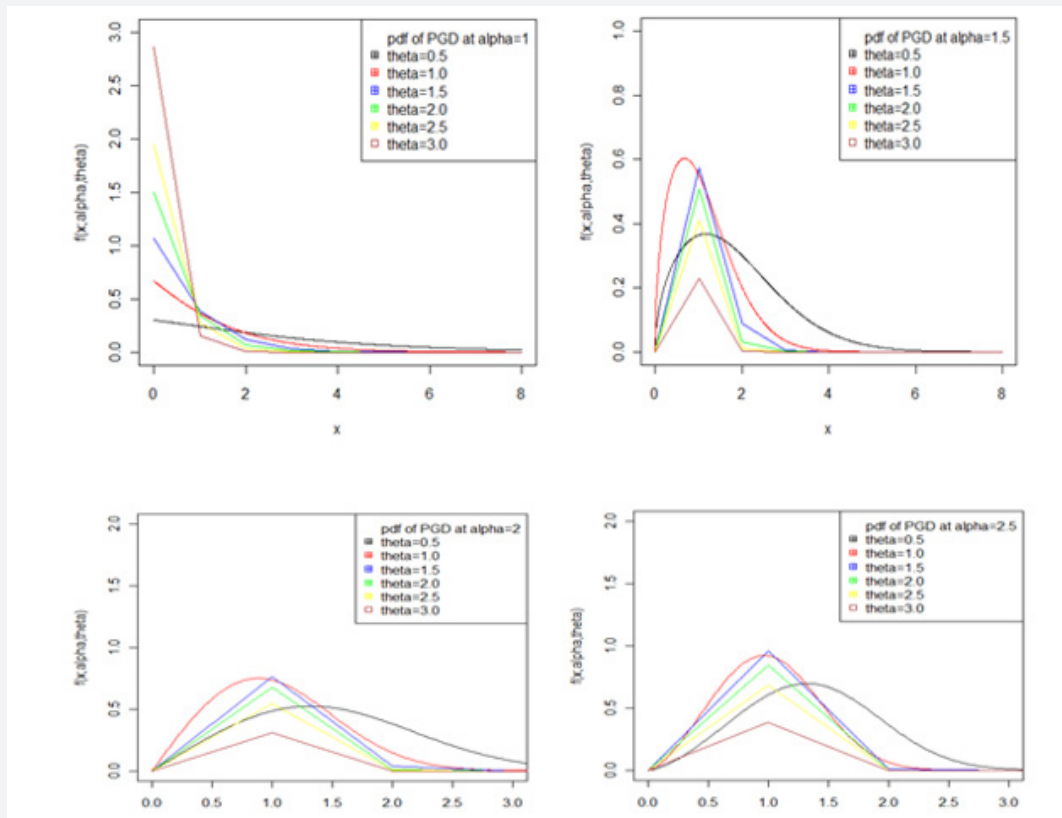 pdf of PGD at alpha=1
theta=0.5
theta=1.0
theta=1.5
theta=2.0
theta=2.5
theta=3.0
f(x;alpha,theta)
3.0
2.5
2.0
1.5
1.0
0.5
0.0
0 2 4 6 8
x
pdf of PGD at alpha=1.5
theta=0.5
theta=1.0
theta=1.5
theta=2.0
theta=2.5
theta=3.0
f(x;alpha,theta)
1.0
0.8
0.6
0.4
0.2
0.0
0 2 4 6 8
x
pdf of PGD at alpha=2
theta=0.5
theta=1.0
theta=1.5
theta=2.0
theta=2.5
theta=3.0
f(x;alpha,theta)
2.0
1.5
1.0
0.5
0.0
0.0 0.5 1.0 1.5 2.0 2.5 3.0
pdf of PGD at alpha=2.5
theta=0.5
theta=1.0
theta=1.5
theta=2.0
theta=2.5
theta=3.0
f(x;alpha,theta)
2.0
1.5
1.0
0.5
0.0
0.0 0.5 1.0 1.5 2.0 2.5 3.0